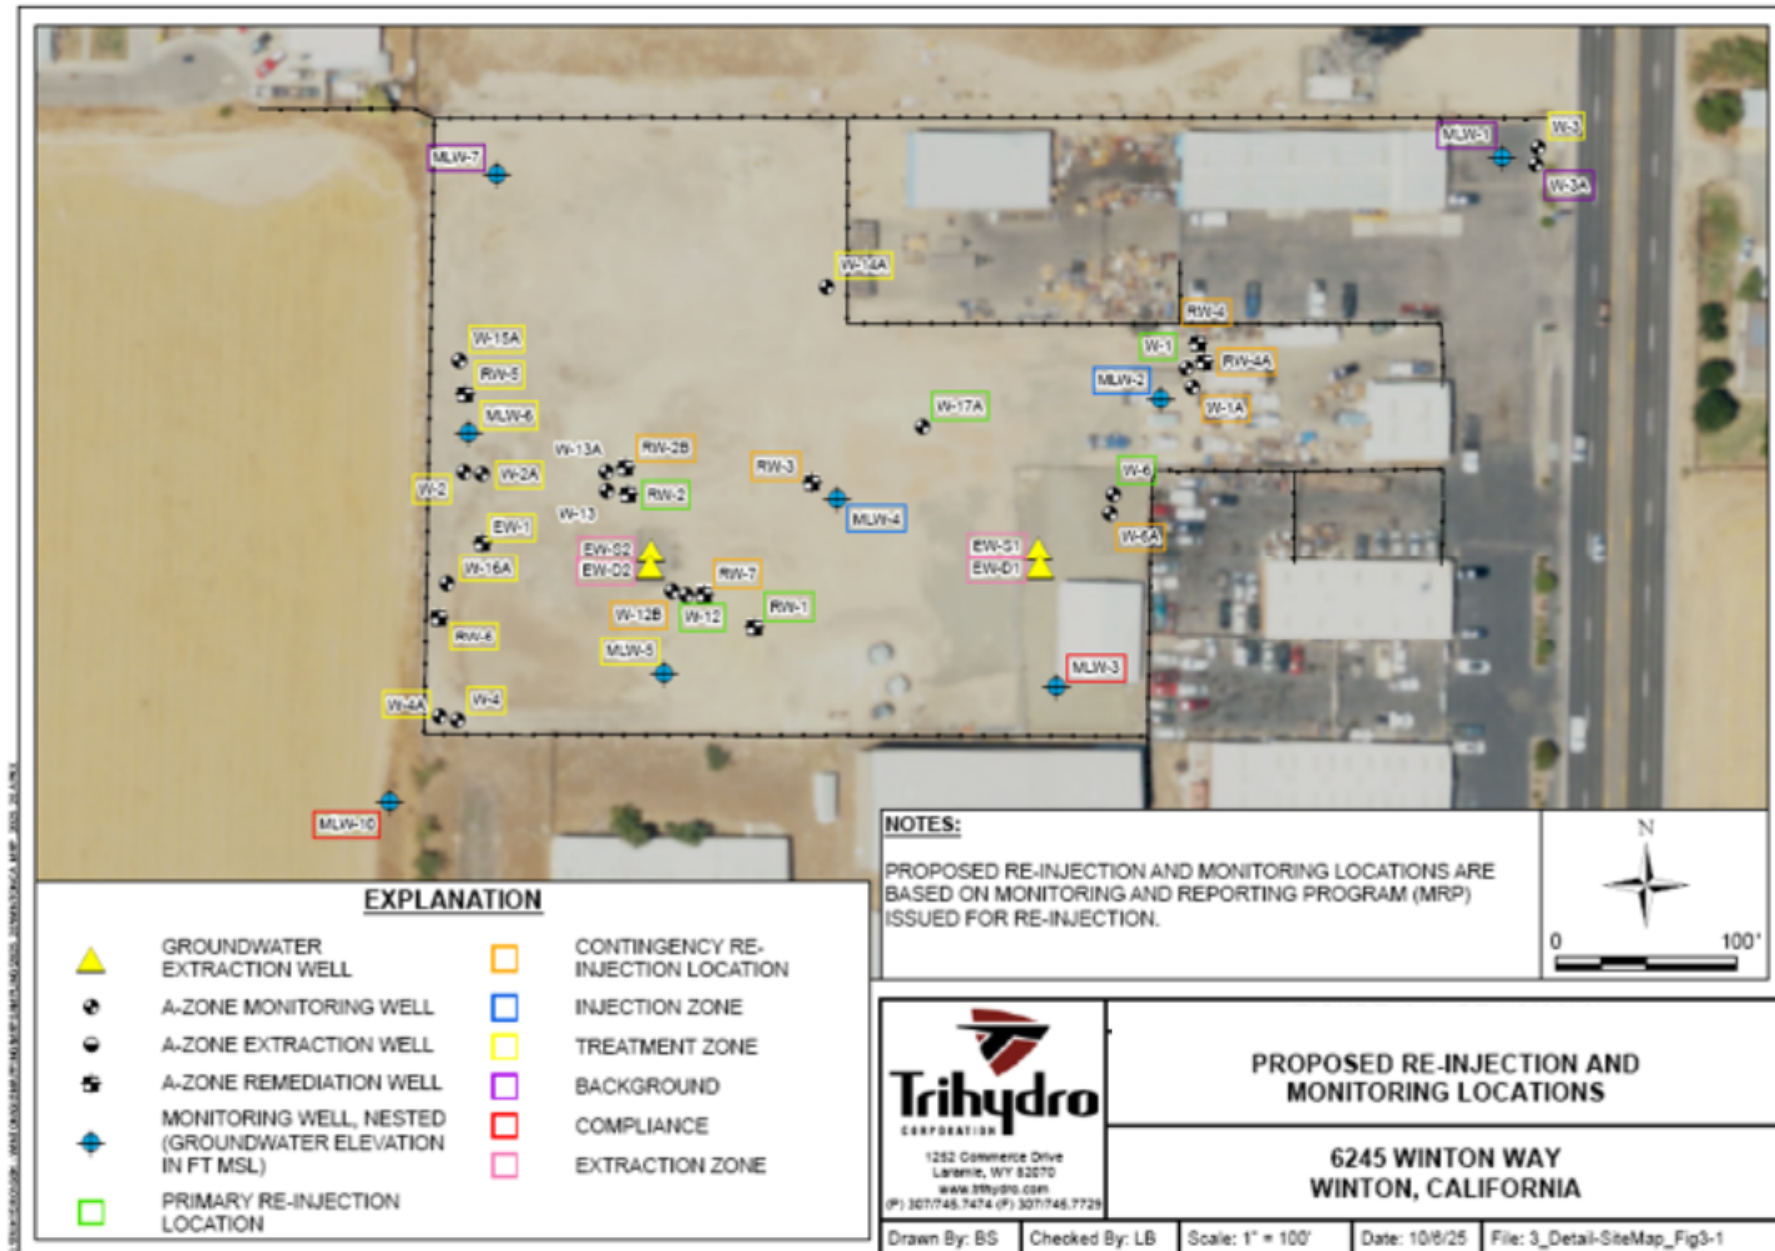 MLW-7
MLW-1
W-3
W-3A
W-14A
RW-4
W-1
RW-4A
MLW-2
W-1A
W-15A
RW-5
MLW-6
W-17A
W-13A
RW-2B
RW-3
W-6
W-2
W-2A
RW-2
MLW-4
W-13
W-6A
EW-1
EW-S2
EW-D2
EW-S1
EW-D1
W-16A
RW-7
W-12B
W-12
RW-1
RW-6
MLW-5
MLW-3
W-4A
W-4
MLW-10
NOTES:
PROPOSED RE-INJECTION AND MONITORING LOCATIONS ARE
BASED ON MONITORING AND REPORTING PROGRAM (MRP)
ISSUED FOR RE-INJECTION.
N
0 100'
EXPLANATION
GROUNDWATER
EXTRACTION WELL
A-ZONE MONITORING WELL
A-ZONE EXTRACTION WELL
A-ZONE REMEDIATION WELL
MONITORING WELL, NESTED
(GROUNDWATER ELEVATION
IN FT MSL)
PRIMARY RE-INJECTION
LOCATION
CONTINGENCY RE-
INJECTION LOCATION
INJECTION ZONE
TREATMENT ZONE
BACKGROUND
COMPLIANCE
EXTRACTION ZONE
Trihydro
CORPORATION
1252 Commerce Drive
Laramie, WY 82070
www.trihydro.com
(P) 307/745.7474 (F) 307/745.7729
PROPOSED RE-INJECTION AND
MONITORING LOCATIONS
6245 WINTON WAY
WINTON, CALIFORNIA
Drawn By: BS
Checked By: LB
Scale: 1" = 100'
Date: 10/6/25
File: 3_Detail-SiteMap_Fig3-1